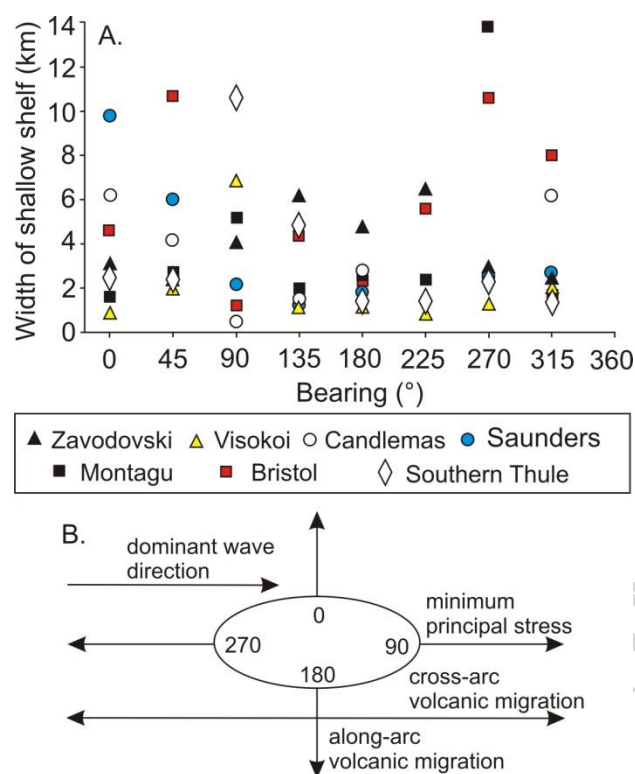 A.
Width of shallow shelf (km)
14
12
10
8
6
4
2
0
0 45 90 135 180 225 270 315 360
Bearing (°)
Zavodovski Visokoi Candlemas Saunders
Montagu Bristol Southern Thule
B.
dominant wave
direction
minimum
principal stress
0
270 90
180
cross-arc
volcanic migration
along-arc
volcanic migration